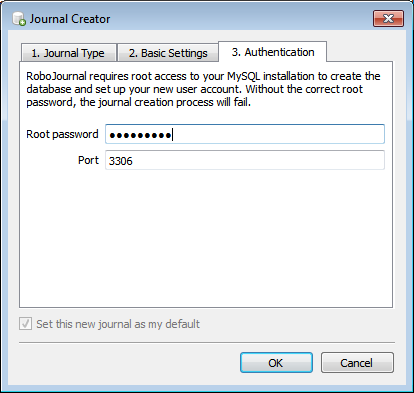 Journal Creator
1. Journal Type 2. Basic Settings 3. Authentication
RoboJournal requires root access to your MySQL installation to create the
database and set up your new user account. Without the correct root
password, the journal creation process will fail.
Root password ●●●●●●●●●
Port 3306
Set this new journal as my default
OK Cancel